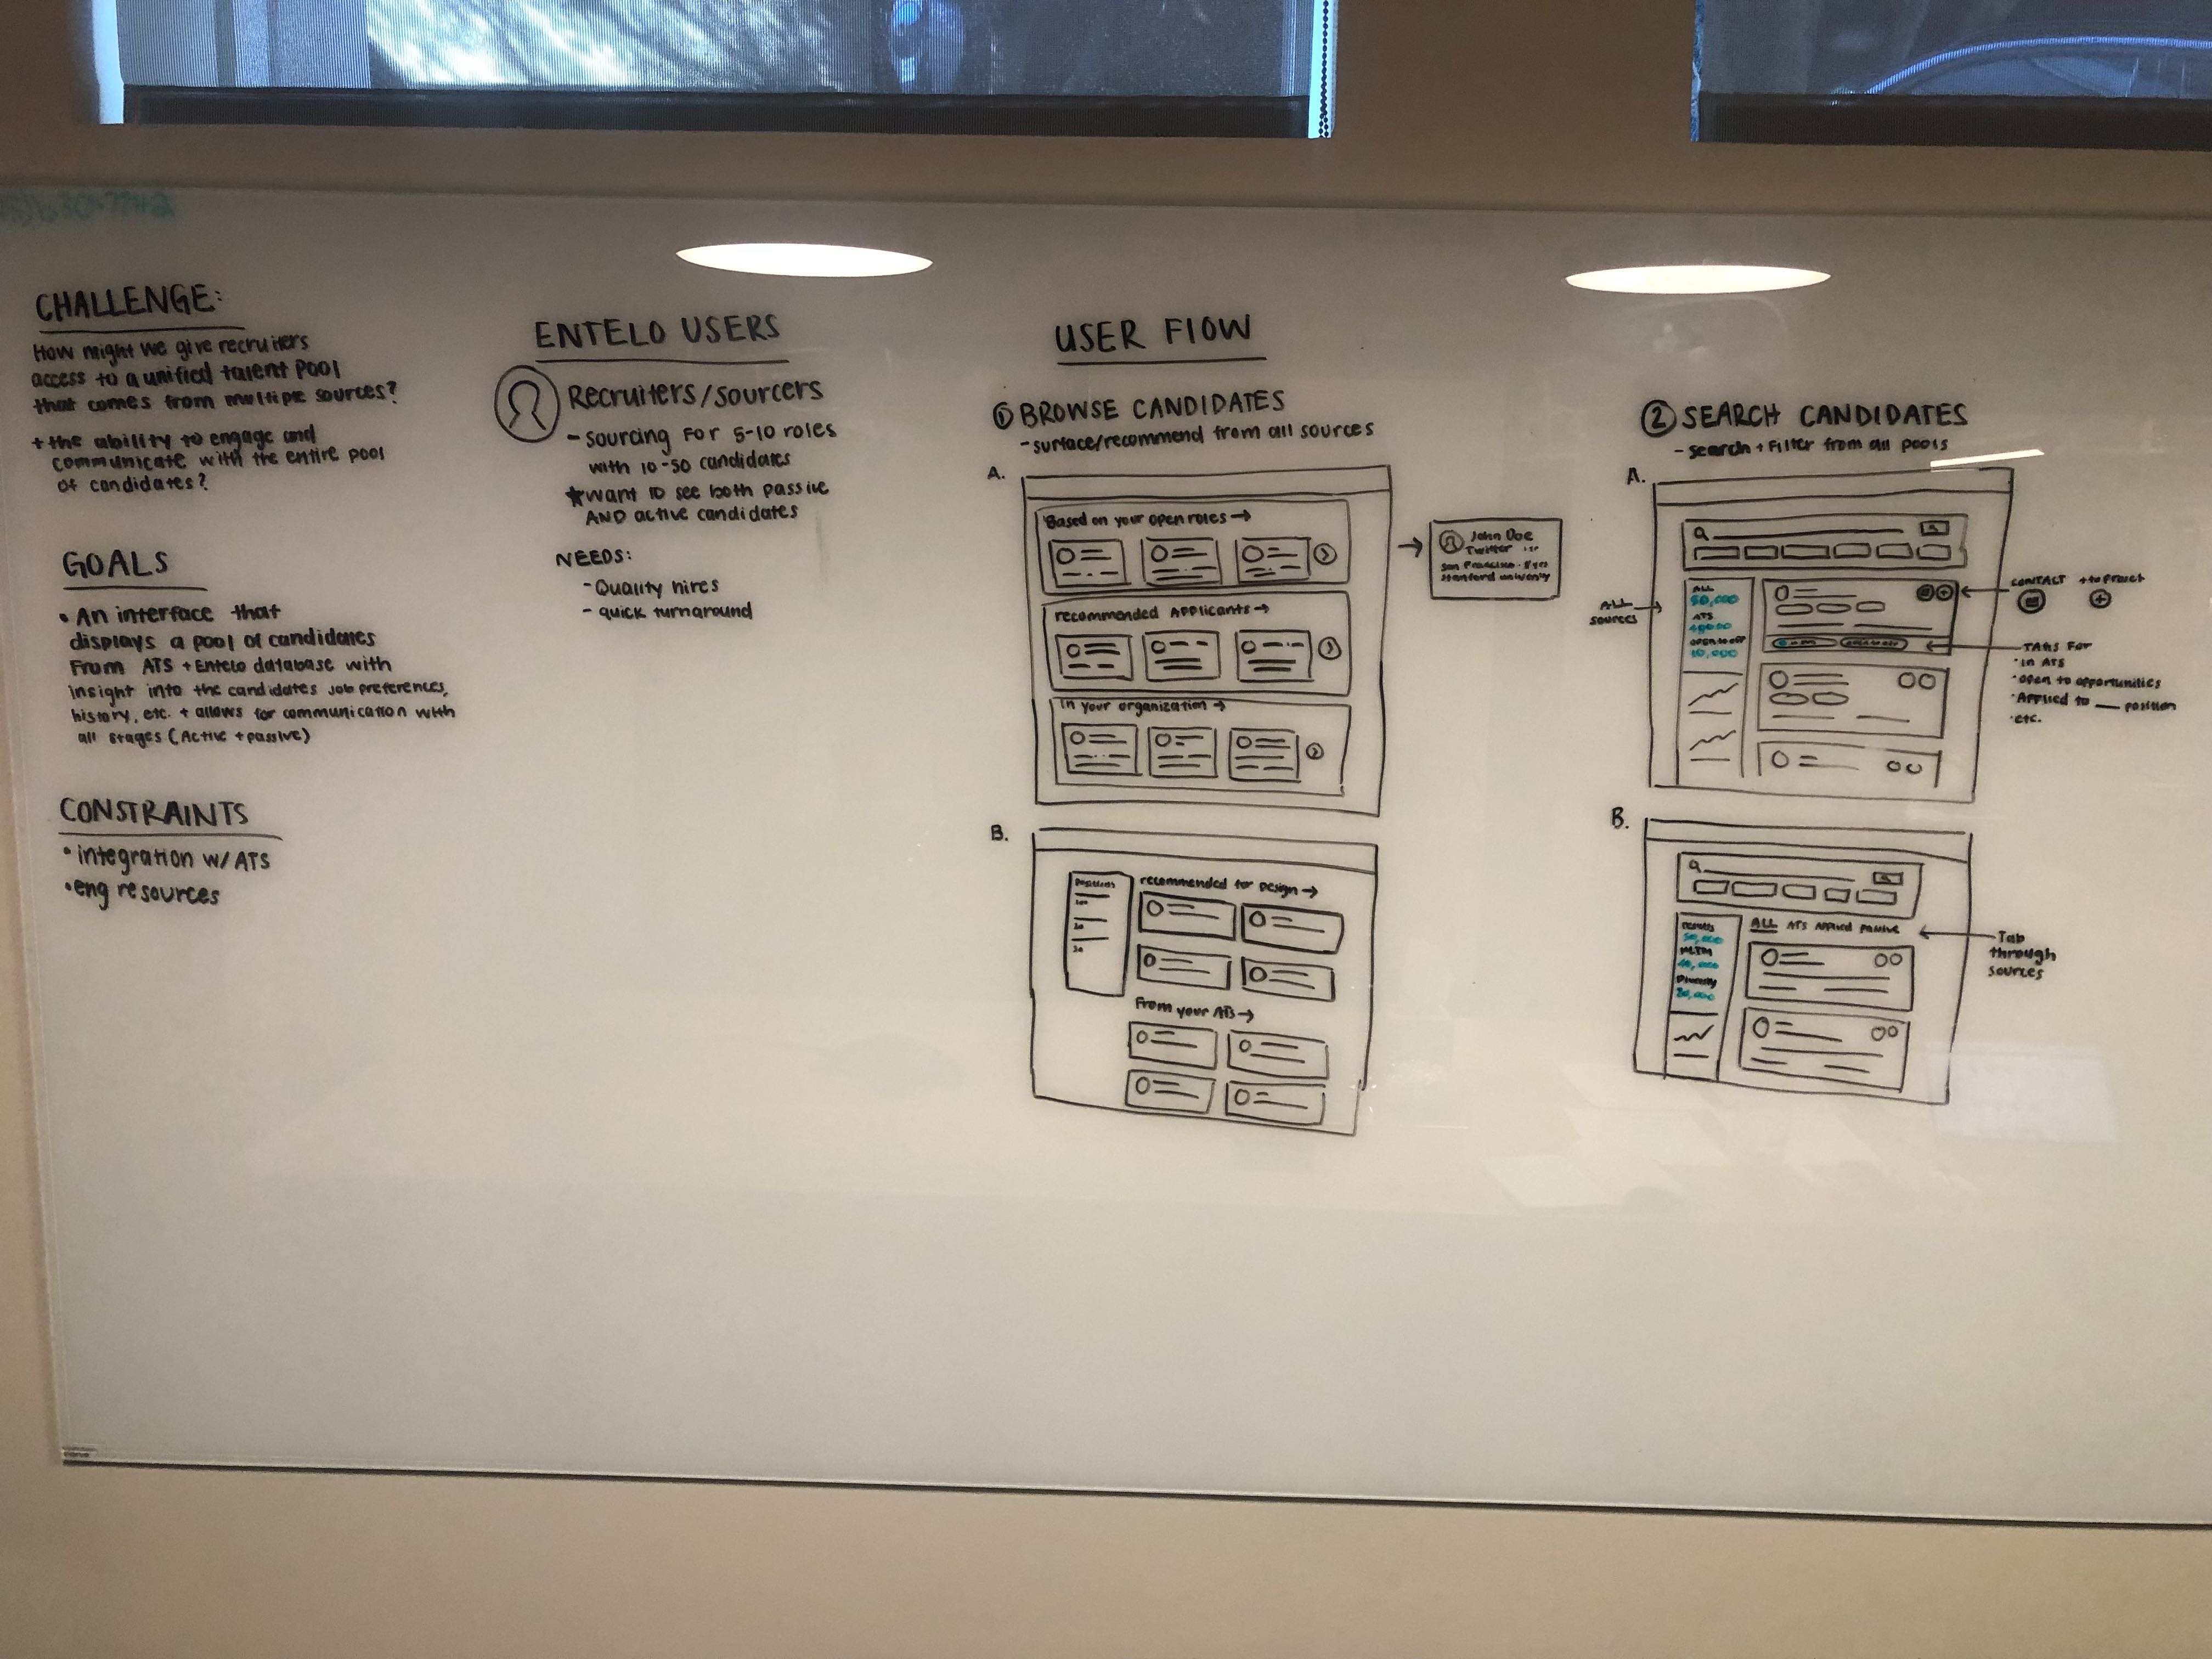 CHALLENGE:
How might we give recruiters
access to a unified talent pool
that comes from multiple sources?
+ the ability to engage and
communicate with the entire pool
of candidates?
GOALS
• An interface that
displays a pool of candidates
From ATS + Entelo database with
insight into the candidates job preferences,
history, etc. + allows for communication with
all stages (Active + passive)
CONSTRAINTS
• integration w/ ATS
• eng resources
ENTELO USERS
Recruiters/sourcers
- sourcing for 5-10 roles
with 10-50 candidates
★ want to see both passive
AND active candidates
NEEDS:
- Quality hires
- quick turnaround
USER FLOW
① BROWSE CANDIDATES
- surface/recommend from all sources
A.
Based on your open roles →
recommended Applicants →
In your organization →
John Doe
Twitter
San Francisco
Stanford university
B.
Positions
recommended for Design →
From your ATS →
② SEARCH CANDIDATES
- search + Filter from all pools
A.
ALL sources
ALL
50,000
ATS
open to opp
10,000
CONTACT
+ to project
TAGS FOR
• in ATS
• open to opportunities
• Applied to ___ position
• etc.
B.
results
50,000
MLTM
Diversity
20,000
ALL ATS Applied Passive
Tab
through
sources